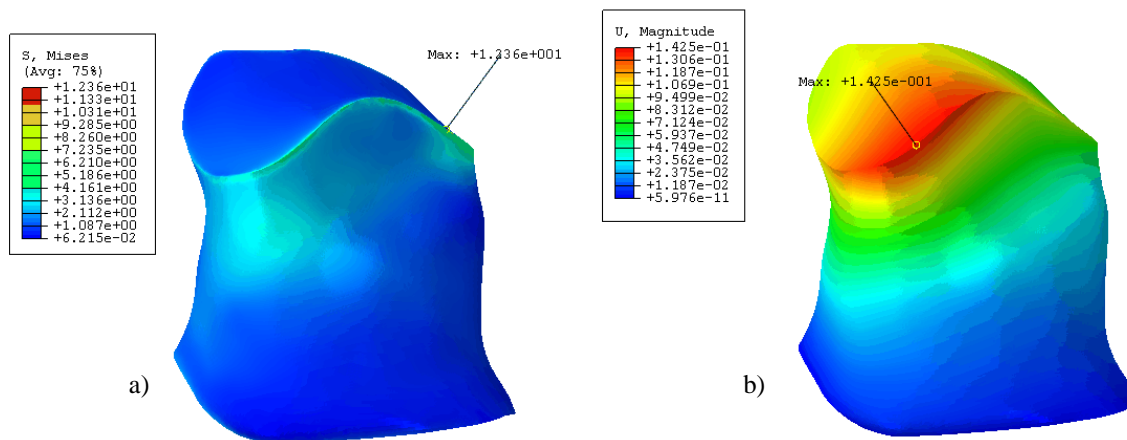 S, Mises
(Avg: 75%)
+1.236e+01
+1.133e+01
+1.031e+01
+9.285e+00
+8.260e+00
+7.235e+00
+6.210e+00
+5.186e+00
+4.161e+00
+3.136e+00
+2.112e+00
+1.087e+00
+6.215e-02
Max: +1.236e+001
a)
U, Magnitude
+1.425e-01
+1.306e-01
+1.187e-01
+1.069e-01
+9.499e-02
+8.312e-02
+7.124e-02
+5.937e-02
+4.749e-02
+3.562e-02
+2.375e-02
+1.187e-02
+5.976e-11
Max: +1.425e-001
b)